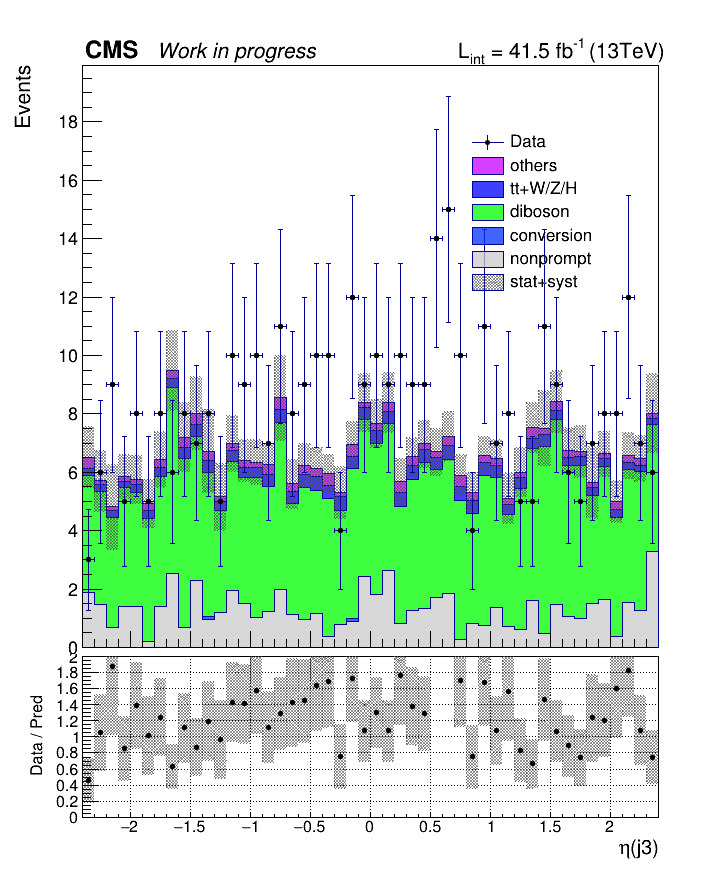 CMS Work in progress L_int = 41.5 fb⁻¹ (13TeV)
Events
18
16
14
12
10
8
6
4
2
0
Data
others
tt+W/Z/H
diboson
conversion
nonprompt
stat+syst
Data / Pred
2
1.8
1.6
1.4
1.2
1
0.8
0.6
0.4
0.2
0
−2 −1.5 −1 −0.5 0 0.5 1 1.5 2
η(j3)